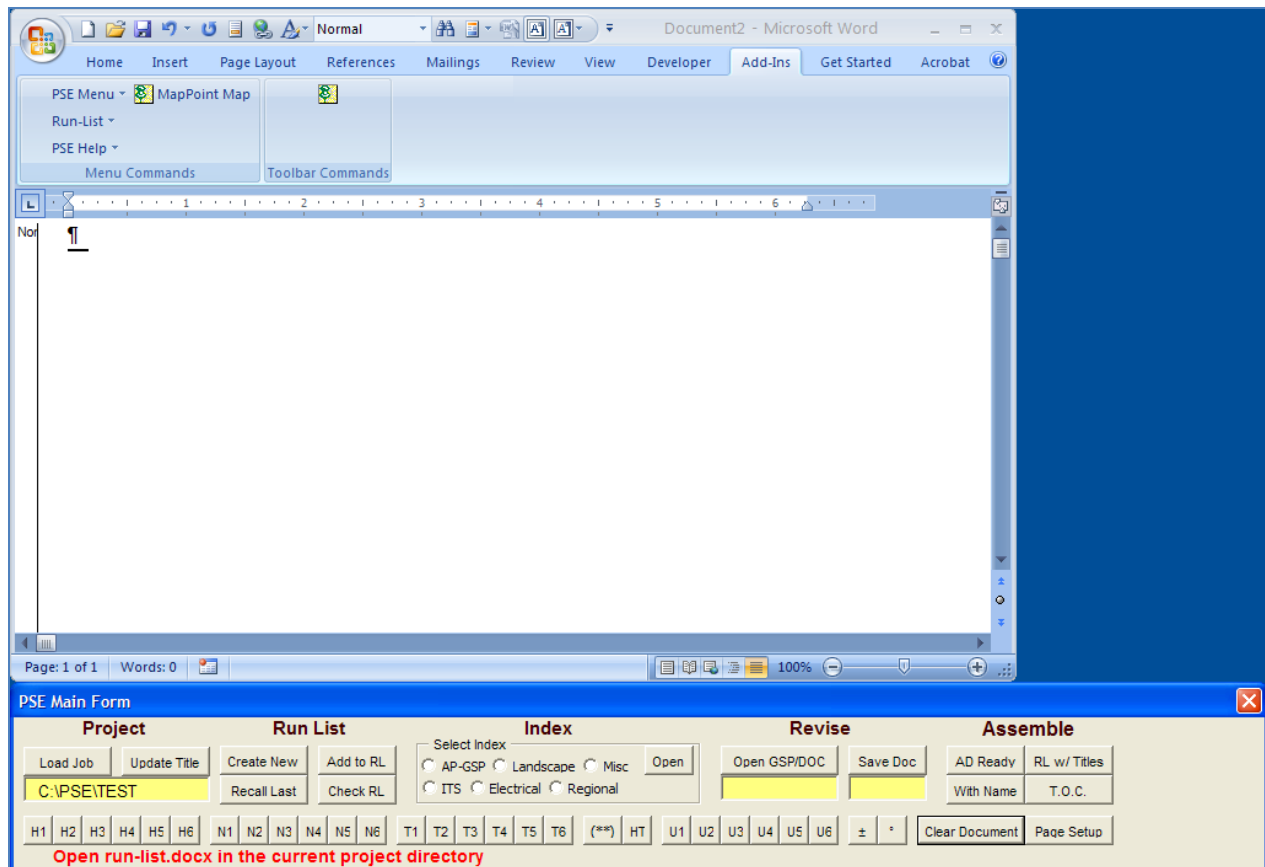 Normal
Document2 - Microsoft Word
Home Insert Page Layout References Mailings Review View Developer Add-Ins Get Started Acrobat
PSE Menu MapPoint Map
Run-List
PSE Help
Menu Commands Toolbar Commands
L 1 2 3 4 5 6
Nor ¶
Page: 1 of 1 Words: 0 100%
PSE Main Form
Project Run List Index Revise Assemble
Select Index
Load Job Update Title Create New Add to RL AP-GSP Landscape Misc Open Open GSP/DOC Save Doc AD Ready RL w/ Titles
C:\PSE\TEST Recall Last Check RL ITS Electrical Regional With Name T.O.C.
H1 H2 H3 H4 H5 H6 N1 N2 N3 N4 N5 N6 T1 T2 T3 T4 T5 T6 (**) HT U1 U2 U3 U4 U5 U6 ± ° Clear Document Page Setup
Open run-list.docx in the current project directory